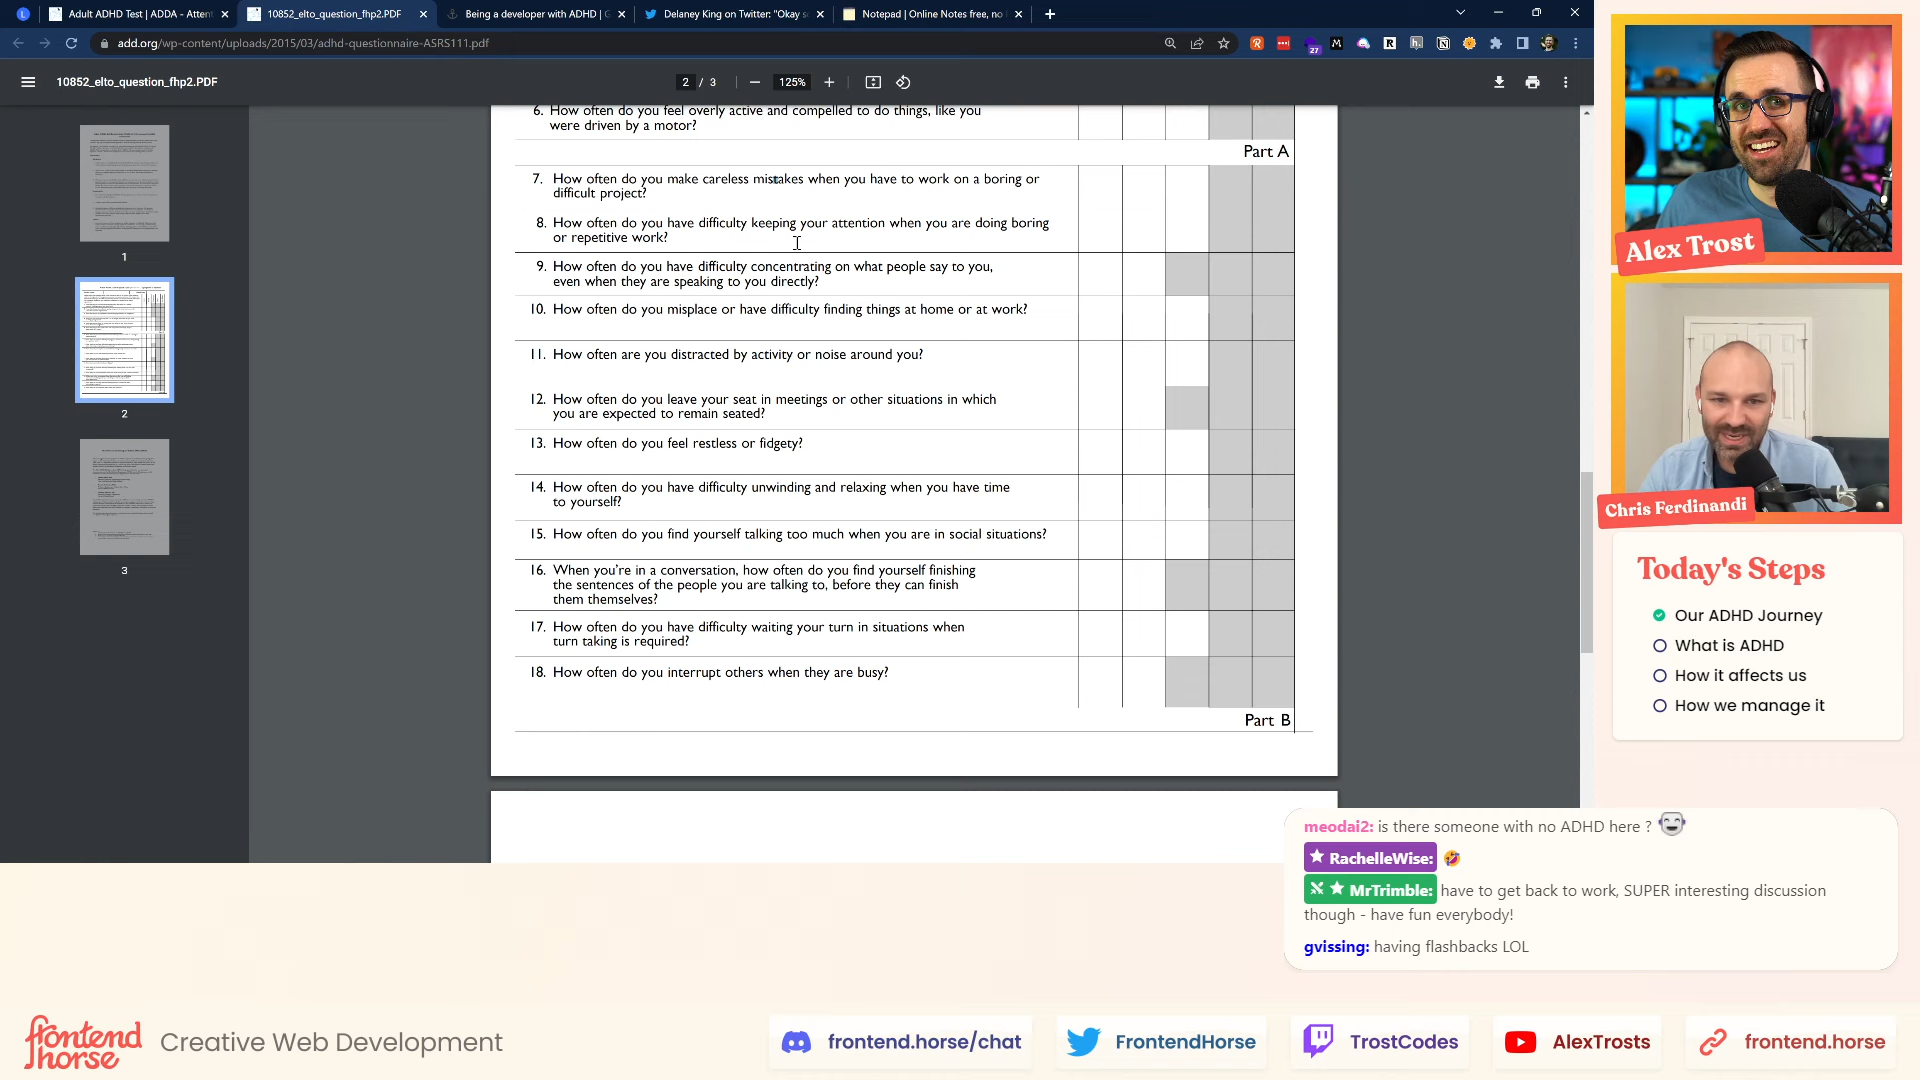 Adult ADHD Test | ADDA - Atten
10852_elto_question_fhp2.PDF
Being a developer with ADHD | G
Delaney King on Twitter: "Okay s
Notepad | Online Notes free, no
add.org/wp-content/uploads/2015/03/adhd-questionnaire-ASRS111.pdf
27
10852_elto_question_fhp2.PDF
2 / 3
125%
1
2
3
6. How often do you feel overly active and compelled to do things, like you
were driven by a motor?
Part A
7. How often do you make careless mistakes when you have to work on a boring or
difficult project?
8. How often do you have difficulty keeping your attention when you are doing boring
or repetitive work?
9. How often do you have difficulty concentrating on what people say to you,
even when they are speaking to you directly?
10. How often do you misplace or have difficulty finding things at home or at work?
11. How often are you distracted by activity or noise around you?
12. How often do you leave your seat in meetings or other situations in which
you are expected to remain seated?
13. How often do you feel restless or fidgety?
14. How often do you have difficulty unwinding and relaxing when you have time
to yourself?
15. How often do you find yourself talking too much when you are in social situations?
16. When you're in a conversation, how often do you find yourself finishing
the sentences of the people you are talking to, before they can finish
them themselves?
17. How often do you have difficulty waiting your turn in situations when
turn taking is required?
18. How often do you interrupt others when they are busy?
Part B
Alex Trost
Chris Ferdinandi
Today's Steps
Our ADHD Journey
What is ADHD
How it affects us
How we manage it
meodai2: is there someone with no ADHD here ?
RachelleWise: 🤣
MrTrimble: have to get back to work, SUPER interesting discussion
though - have fun everybody!
gvissing: having flashbacks LOL
frontend
horse
Creative Web Development
frontend.horse/chat
FrontendHorse
TrostCodes
AlexTrosts
frontend.horse